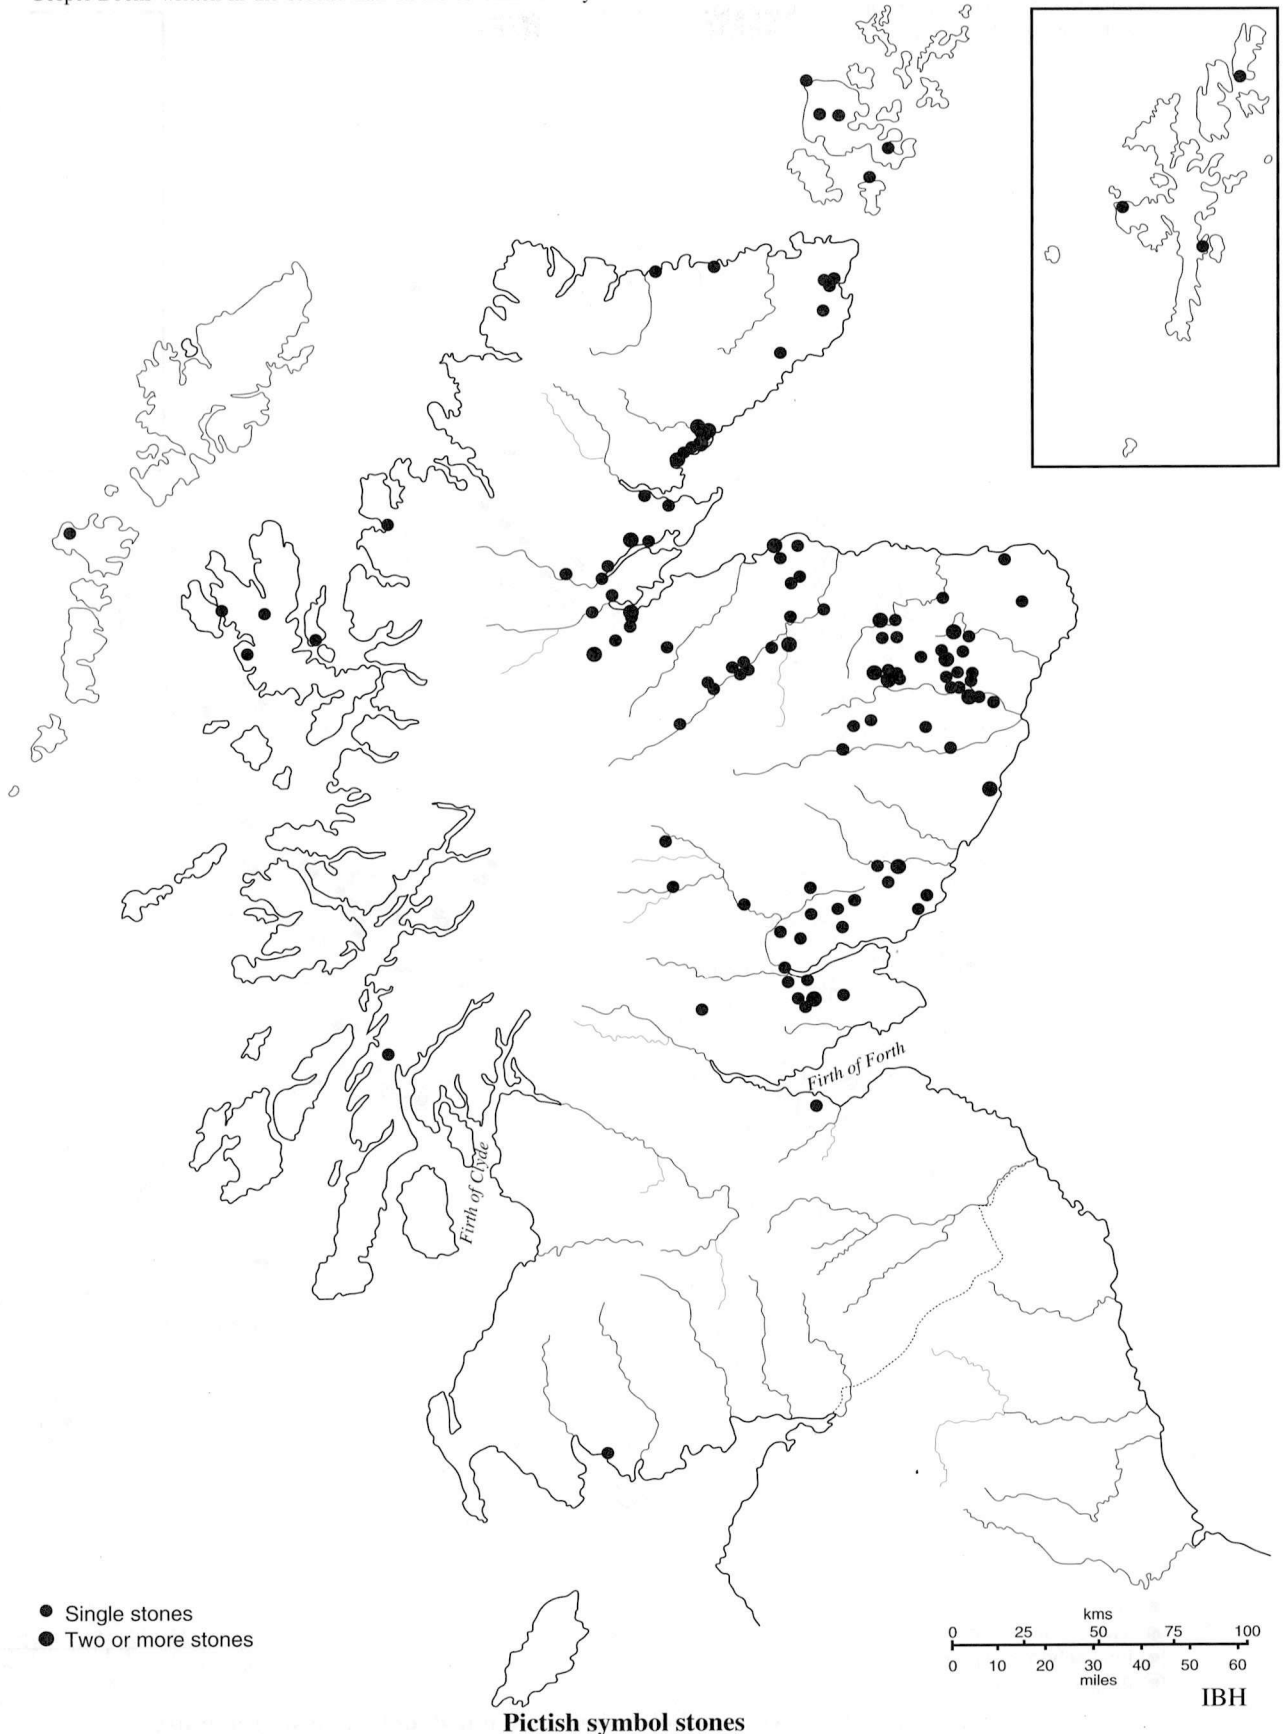 Firth of Forth
Firth of Clyde
Single stones
Two or more stones
kms
0 25 50 75 100
0 10 20 30 40 50 60
miles
IBH
Pictish symbol stones